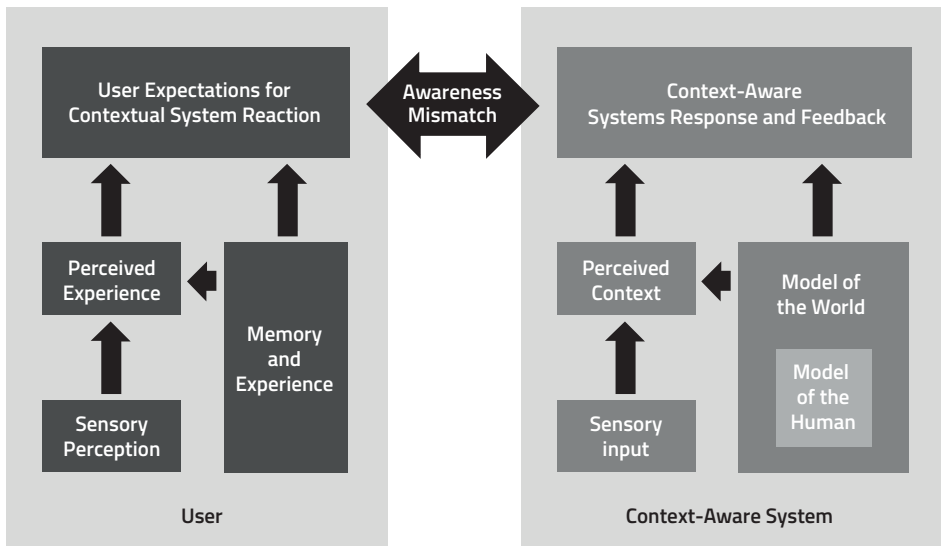 User Expectations for
Contextual System Reaction
Awareness
Mismatch
Context-Aware
Systems Response and Feedback
Perceived
Experience
Memory
and
Experience
Sensory
Perception
User
Perceived
Context
Model of
the World
Model
of the
Human
Sensory
input
Context-Aware System